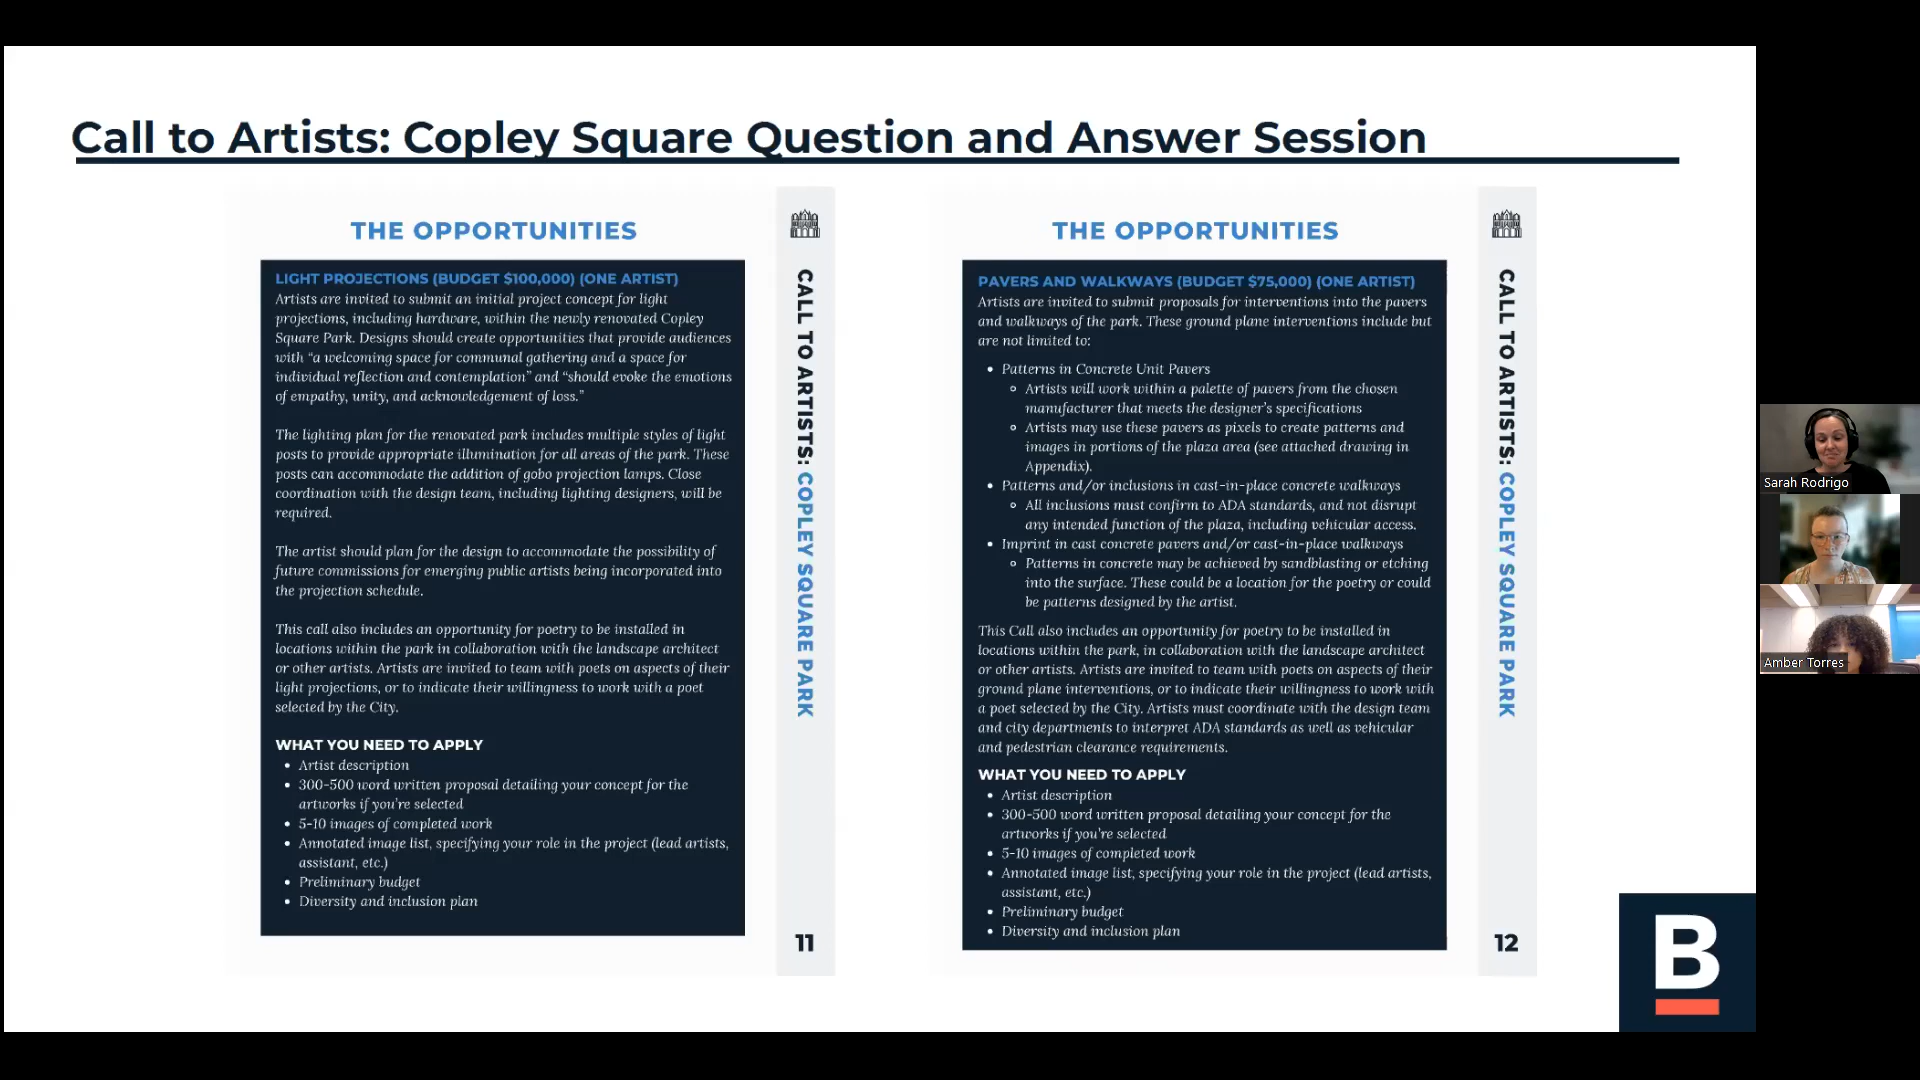 Call to Artists: Copley Square Question and Answer Session
THE OPPORTUNITIES
LIGHT PROJECTIONS (BUDGET $100,000) (ONE ARTIST)
Artists are invited to submit an initial project concept for light
projections, including hardware, within the newly renovated Copley
Square Park. Designs should create opportunities that provide audiences
with “a welcoming space for communal gathering and a space for
individual reflection and contemplation” and “should evoke the emotions
of empathy, unity, and acknowledgement of loss.”
The lighting plan for the renovated park includes multiple styles of light
posts to provide appropriate illumination for all areas of the park. These
posts can accommodate the addition of gobo projection lamps. Close
coordination with the design team, including lighting designers, will be
required.
The artist should plan for the design to accommodate the possibility of
future commissions for emerging public artists being incorporated into
the projection schedule.
This call also includes an opportunity for poetry to be installed in
locations within the park in collaboration with the landscape architect
or other artists. Artists are invited to team with poets on aspects of their
light projections, or to indicate their willingness to work with a poet
selected by the City.
WHAT YOU NEED TO APPLY
• Artist description
• 300-500 word written proposal detailing your concept for the
artworks if you’re selected
• 5-10 images of completed work
• Annotated image list, specifying your role in the project (lead artists,
assistant, etc.)
• Preliminary budget
• Diversity and inclusion plan
CALL TO ARTISTS: COPLEY SQUARE PARK
11
THE OPPORTUNITIES
PAVERS AND WALKWAYS (BUDGET $75,000) (ONE ARTIST)
Artists are invited to submit proposals for interventions into the pavers
and walkways of the park. These ground plane interventions include but
are not limited to:
• Patterns in Concrete Unit Pavers
◦ Artists will work within a palette of pavers from the chosen
manufacturer that meets the designer’s specifications
◦ Artists may use these pavers as pixels to create patterns and
images in portions of the plaza area (see attached drawing in
Appendix).
• Patterns and/or inclusions in cast-in-place concrete walkways
◦ All inclusions must confirm to ADA standards, and not disrupt
any intended function of the plaza, including vehicular access.
• Imprint in cast concrete pavers and/or cast-in-place walkways
◦ Patterns in concrete may be achieved by sandblasting or etching
into the surface. These could be a location for the poetry or could
be patterns designed by the artist.
This Call also includes an opportunity for poetry to be installed in
locations within the park, in collaboration with the landscape architect
or other artists. Artists are invited to team with poets on aspects of their
ground plane interventions, or to indicate their willingness to work with
a poet selected by the City. Artists must coordinate with the design team
and city departments to interpret ADA standards as well as vehicular
and pedestrian clearance requirements.
WHAT YOU NEED TO APPLY
• Artist description
• 300-500 word written proposal detailing your concept for the
artworks if you’re selected
• 5-10 images of completed work
• Annotated image list, specifying your role in the project (lead artists,
assistant, etc.)
• Preliminary budget
• Diversity and inclusion plan
CALL TO ARTISTS: COPLEY SQUARE PARK
12
B
Sarah Rodrigo
Amber Torres